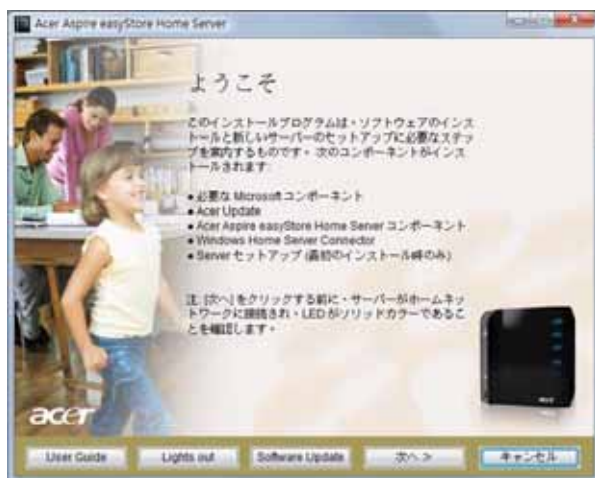 Acer Aspire easyStore Home Server
ようこそ
このインストールプログラムは・ソフトウェアのインス
トールと新しいサーバーのセットアップに必要なステッ
プを案内するものです・ 次のコンポーネントがインス
トールされます:
● 必要な Microsoft コンポーネント
● Acer Update
● Acer Aspire easyStore Home Server コンポーネント
● Windows Home Server Connector
● Server セットアップ (最初のインストール時のみ)
注: [次へ] をクリックする前に・サーバーがホームネッ
トワークに接続され・LED がソリッドカラーであるこ
とを確認します・
acer
User Guide
Lights out
Software Update
次へ >
キャンセル